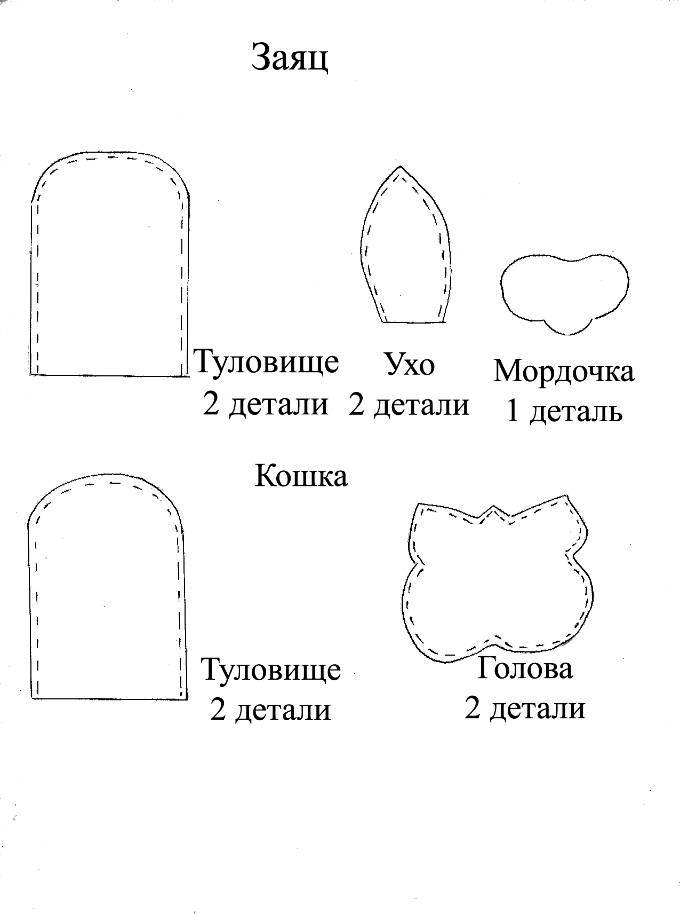 Заяц
Туловище
2 детали
Ухо
2 детали
Мордочка
1 деталь
Кошка
Туловище
2 детали
Голова
2 детали